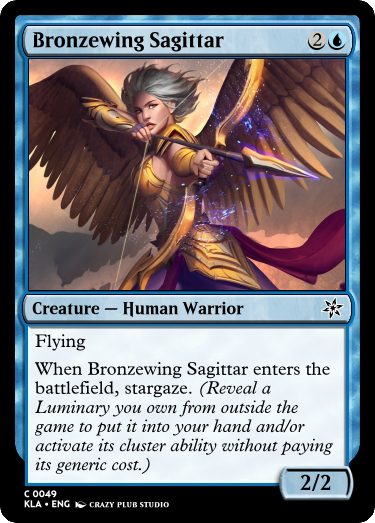 Bronzewing Sagittar 2
Creature — Human Warrior
Flying
When Bronzewing Sagittar enters the
battlefield, stargaze. (Reveal a
Luminary you own from outside the
game to put it into your hand and/or
activate its cluster ability without paying
its generic cost.)
2/2
C 0049
KLA • ENG CRAZY PLUB STUDIO